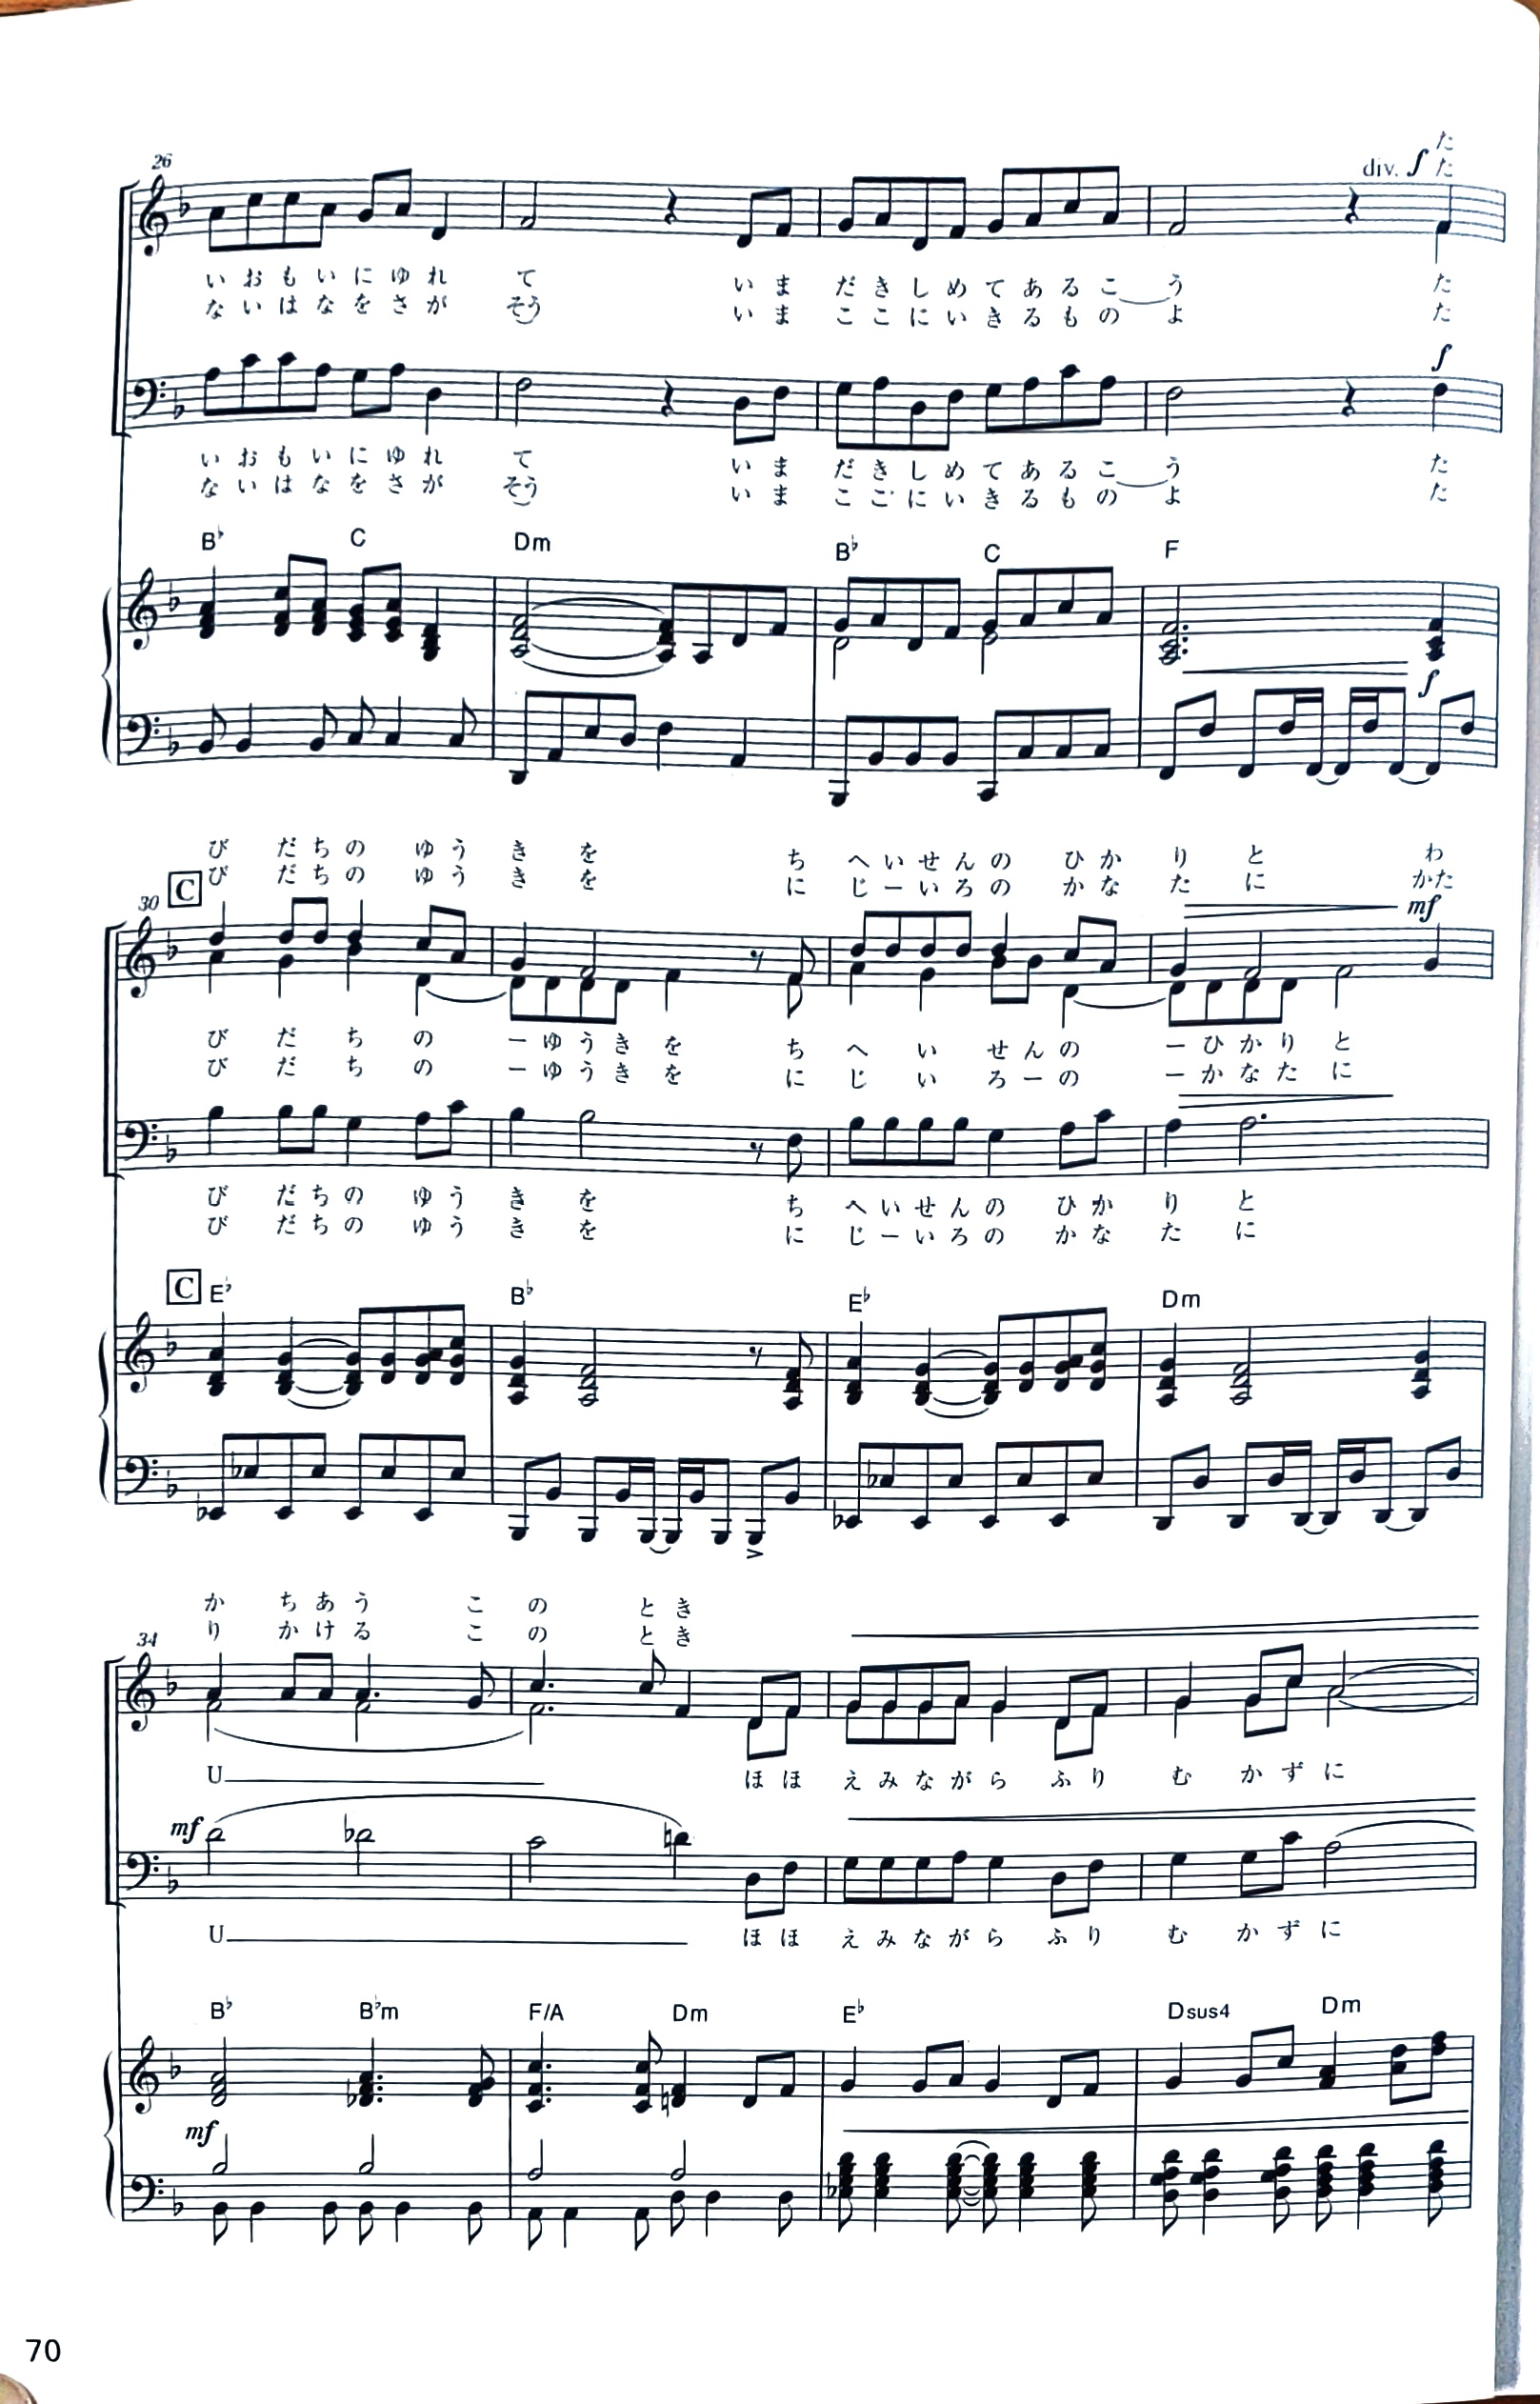 た
div. f た
26
いおもいにゆれ て いま だきしめてあるこ う た
ないはなをさが そう いま ここにいきるもの よ た
f
いおもいにゆれ て いま だきしめてあるこ う た
ないはなをさが そう いま ここにいきるもの よ た
B♭ C Dm B♭ C F
f
び だちの ゆう き を ち へいせんの ひか り と わ
び だちの ゆう き を に じーいろの かな た に かた
30 C mf
び だ ち の ーゆうき を ち へ い せんの ーひかり と
び だ ち の ーゆうき を に じ い ろーの ーかなた に
び だちの ゆう き を ち へいせんの ひか り と
び だちの ゆう き を に じーいろの かな た に
C E♭ B♭ E♭ Dm
か ちあう こ の とき
り かける こ の とき
34
U ほほ えみながら ふり む かずに
mf
U ほほ えみながら ふり む かずに
B♭ B♭m F/A Dm E♭ Dsus4 Dm
mf
70